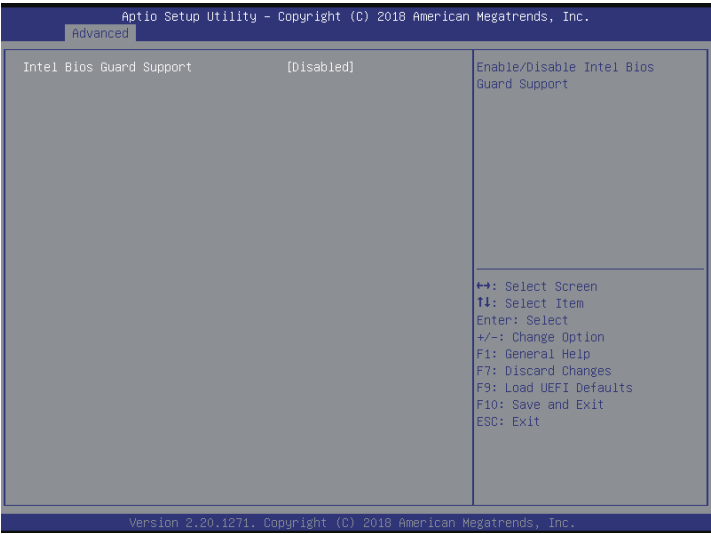 Aptio Setup Utility – Copyright (C) 2018 American Megatrends, Inc.
Advanced
Intel Bios Guard Support [Disabled]
Enable/Disable Intel Bios
Guard Support
↔: Select Screen
↑↓: Select Item
Enter: Select
+/-: Change Option
F1: General Help
F7: Discard Changes
F9: Load UEFI Defaults
F10: Save and Exit
ESC: Exit
Version 2.20.1271. Copyright (C) 2018 American Megatrends, Inc.